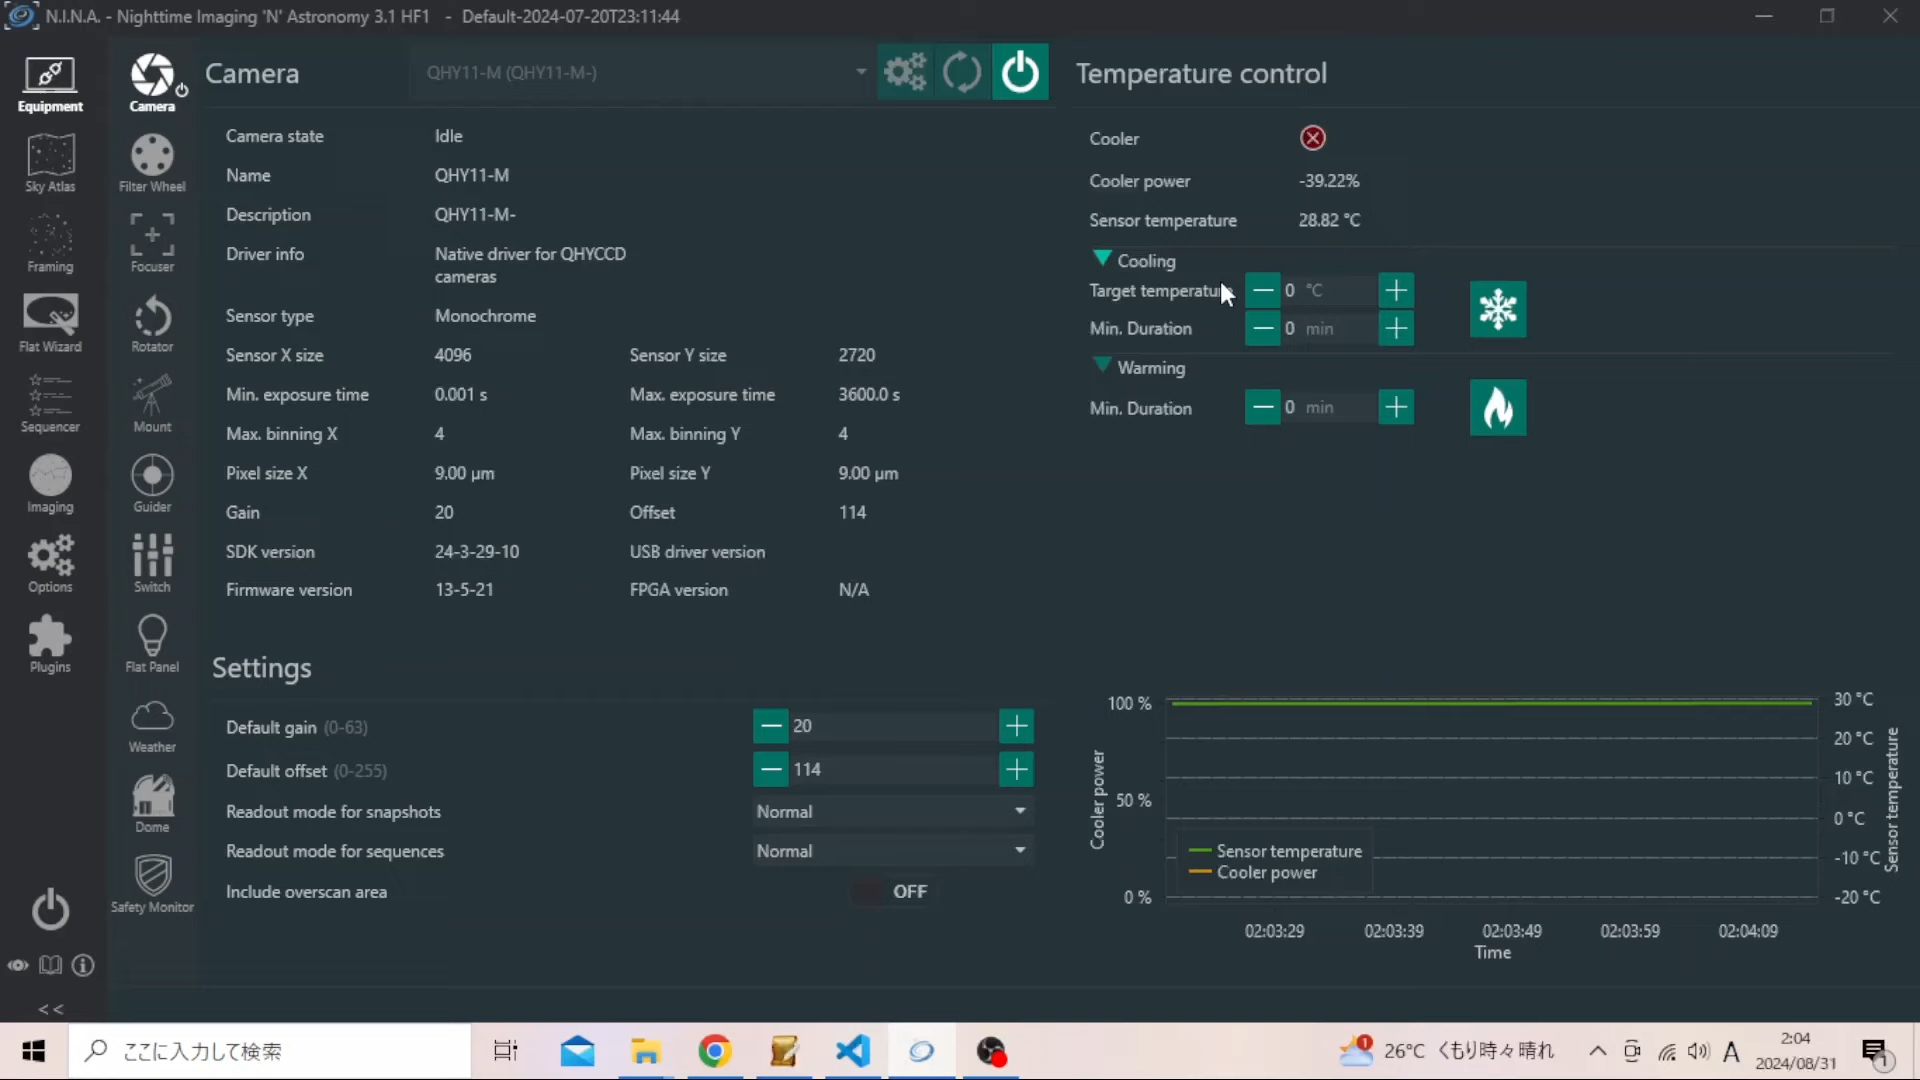 N.I.N.A. - Nighttime Imaging 'N' Astronomy 3.1 HF1 - Default-2024-07-20T23:11:44
Equipment
Sky Atlas
Framing
Flat Wizard
Sequencer
Imaging
Options
Plugins
<<
Camera
Filter Wheel
Focuser
Rotator
Mount
Guider
Switch
Flat Panel
Weather
Dome
Safety Monitor
Camera QHY11-M (QHY11-M-)
Camera state Idle
Name QHY11-M
Description QHY11-M-
Driver info Native driver for QHYCCD
cameras
Sensor type Monochrome
Sensor X size 4096 Sensor Y size 2720
Min. exposure time 0.001 s Max. exposure time 3600.0 s
Max. binning X 4 Max. binning Y 4
Pixel size X 9.00 µm Pixel size Y 9.00 µm
Gain 20 Offset 114
SDK version 24-3-29-10 USB driver version
Firmware version 13-5-21 FPGA version N/A
Settings
Default gain (0-63) 20
Default offset (0-255) 114
Readout mode for snapshots Normal
Readout mode for sequences Normal
Include overscan area OFF
Temperature control
Cooler
Cooler power -39.22%
Sensor temperature 28.82 °C
Cooling
Target temperature 0 °C
Min. Duration 0 min
Warming
Min. Duration 0 min
100 %
50 %
0 %
Cooler power
30 °C
20 °C
10 °C
0 °C
-10 °C
-20 °C
Sensor temperature
Sensor temperature
Cooler power
02:03:29 02:03:39 02:03:49 02:03:59 02:04:09
Time
ここに入力して検索
1
26°C くもり時々晴れ
A
2:04
2024/08/31
1